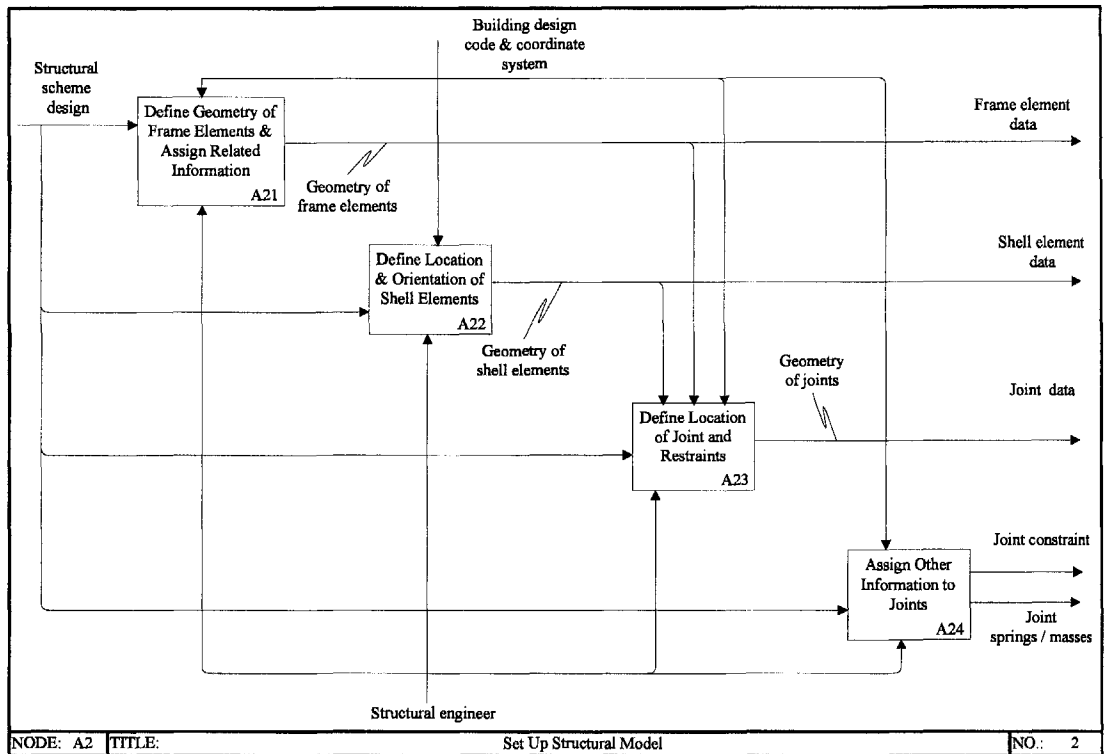 Building design
code & coordinate
system
Structural
scheme
design
Define Geometry of
Frame Elements &
Assign Related
Information
A21
Frame element
data
Geometry of
frame elements
Define Location
& Orientation of
Shell Elements
A22
Shell element
data
Geometry of
shell elements
Geometry
of joints
Define Location
of Joint and
Restraints
A23
Joint data
Assign Other
Information to
Joints
A24
Joint constraint
Joint
springs / masses
Structural engineer
NODE: A2
TITLE:
Set Up Structural Model
NO.: 2